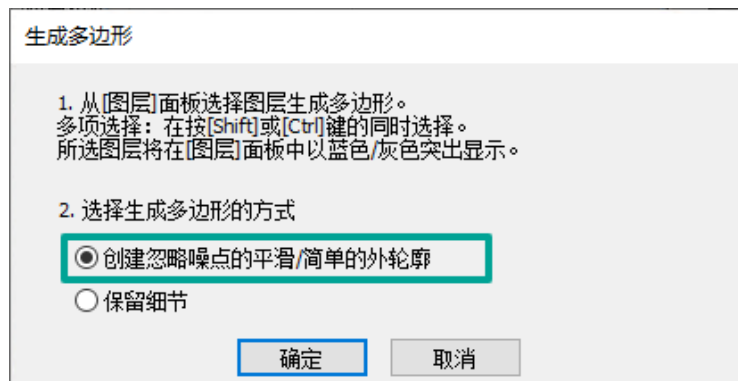 生成多边形
1. 从[图层]面板选择图层生成多边形。
多项选择：在按[Shift]或[Ctrl]键的同时选择。
所选图层将在[图层]面板中以蓝色/灰色突出显示。
2. 选择生成多边形的方式
创建忽略噪点的平滑/简单的外轮廓
保留细节
确定 取消